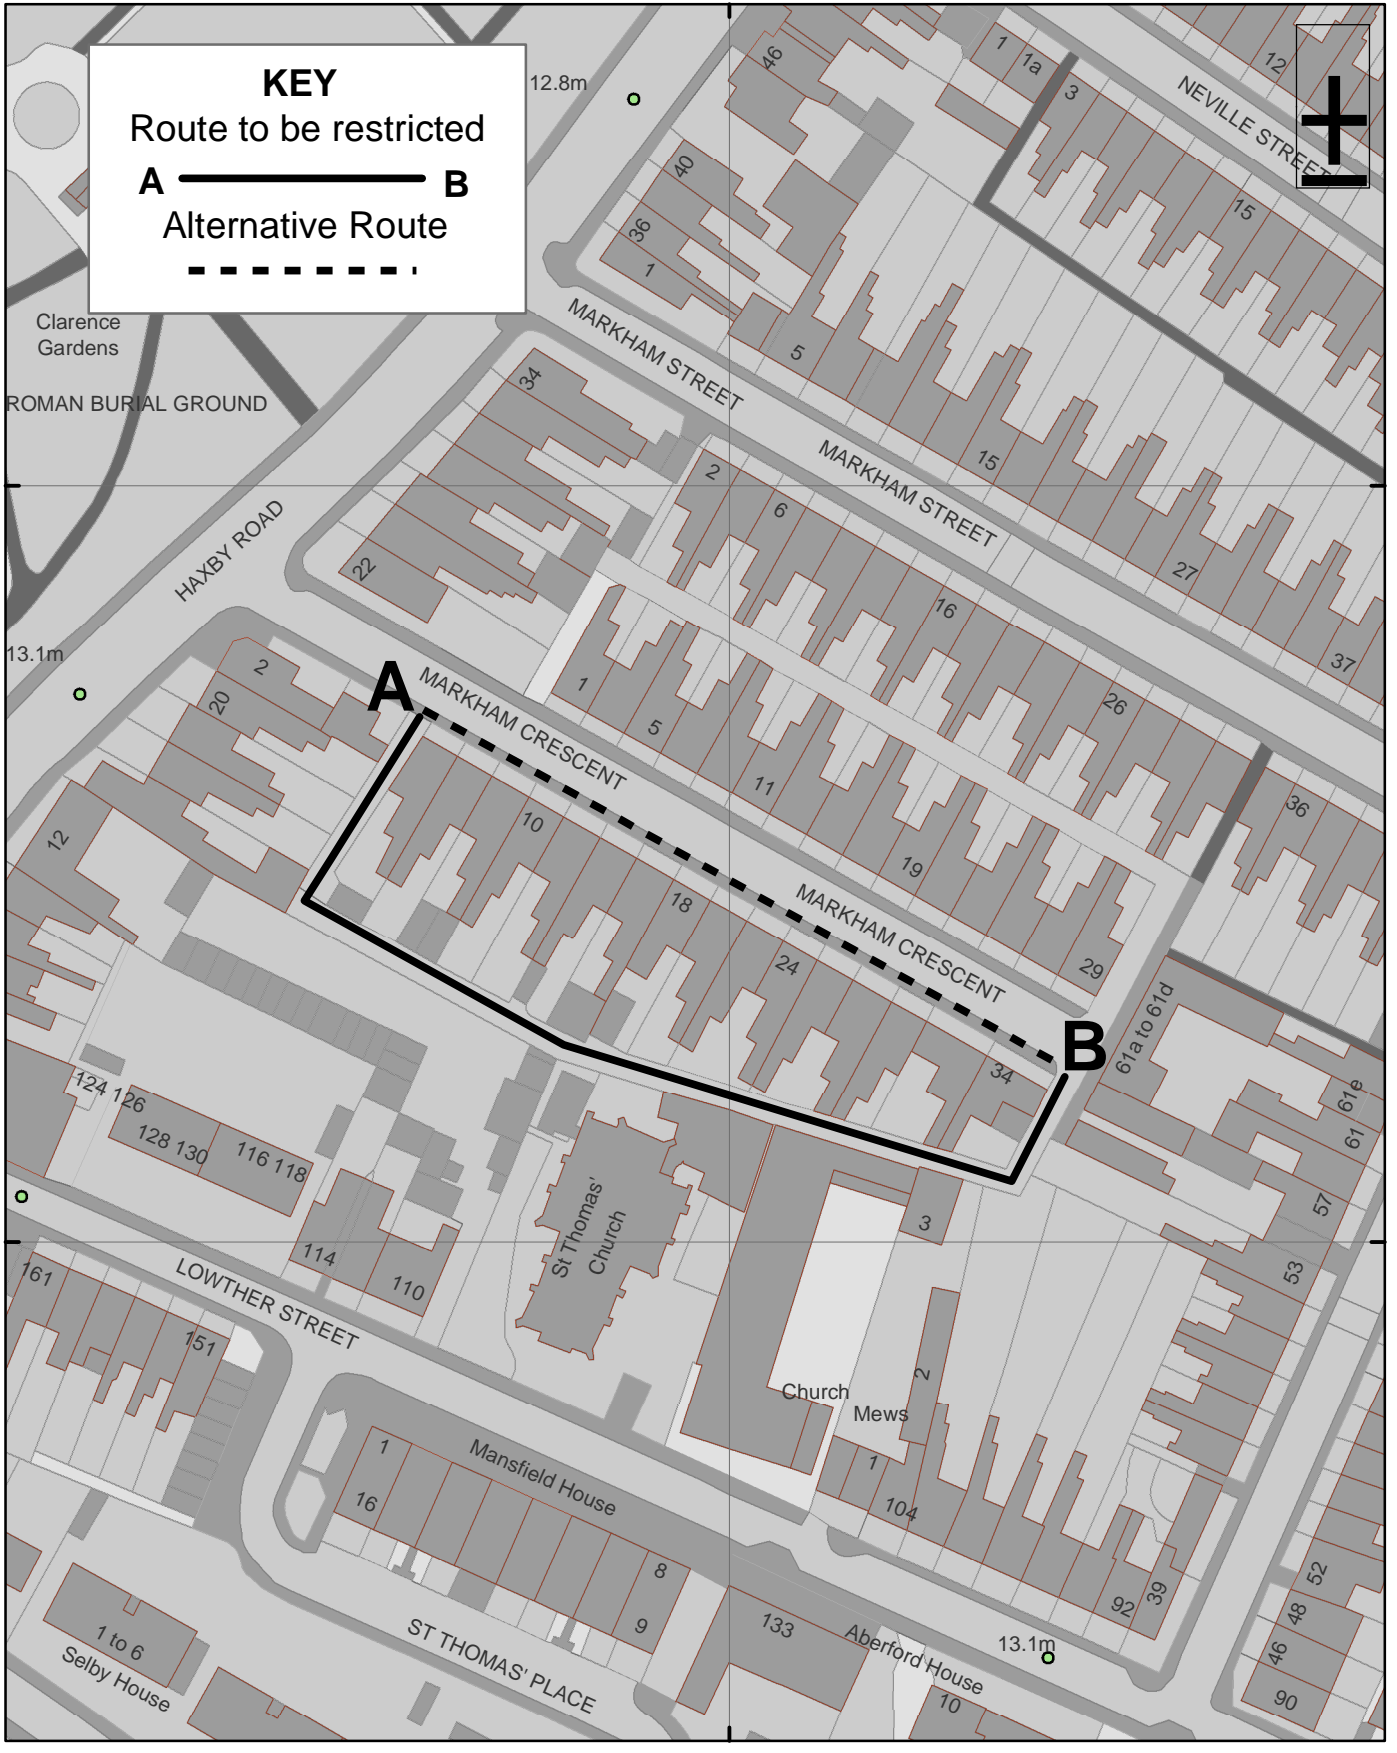 KEY
Route to be restricted
A B
Alternative Route
12.8m
46
1
1a
3
12
NEVILLE STREET
15
40
36
1
Clarence
Gardens
ROMAN BURIAL GROUND
MARKHAM STREET
5
34
MARKHAM STREET
15
27
37
2
6
16
26
36
HAXBY ROAD
22
13.1m
2
20
A
MARKHAM CRESCENT
1
5
11
19
29
12
10
18
24
34
MARKHAM CRESCENT
B
61a to 61d
61e
61
57
53
124 126
128 130
116 118
114
110
St Thomas'
Church
3
161
151
LOWTHER STREET
2
Church
Mews
1
104
92
39
1
16
Mansfield House
8
9
52
48
46
90
1 to 6
Selby House
ST THOMAS' PLACE
133
Aberford House
13.1m
10